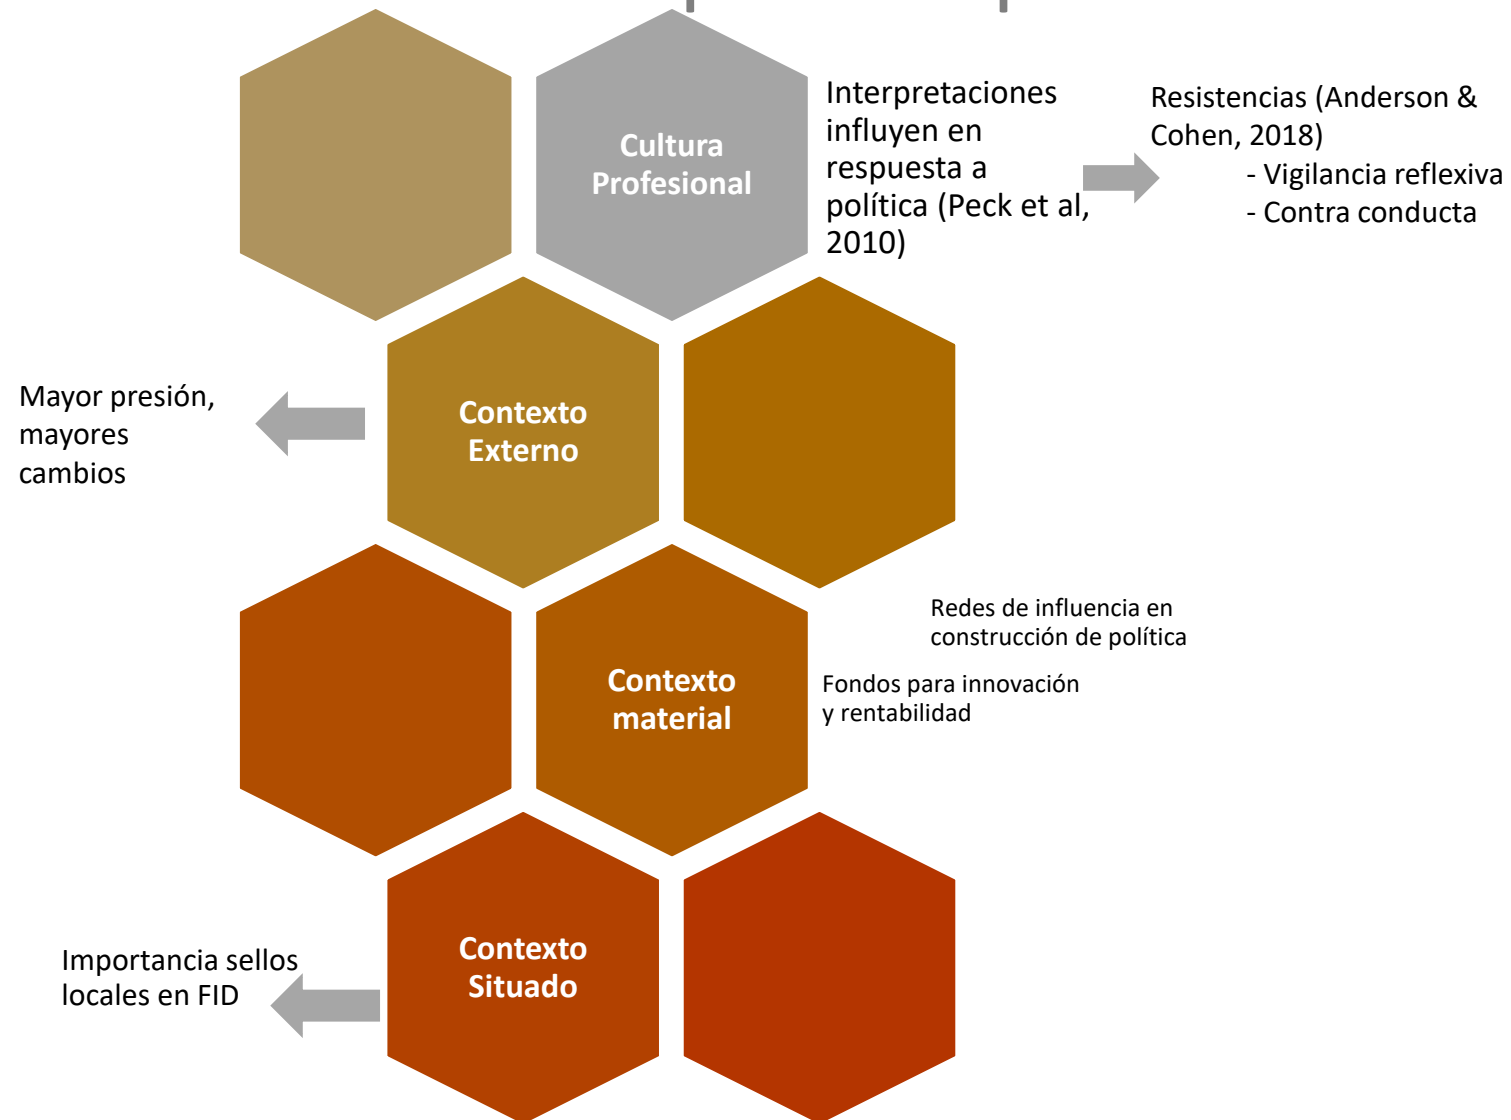 Cultura
Profesional
Interpretaciones
influyen en
respuesta a
política (Peck et al,
2010)
Resistencias (Anderson &
Cohen, 2018)
- Vigilancia reflexiva
- Contra conducta
Mayor presión,
mayores
cambios
Contexto
Externo
Redes de influencia en
construcción de política
Contexto
material
Fondos para innovación
y rentabilidad
Importancia sellos
locales en FID
Contexto
Situado